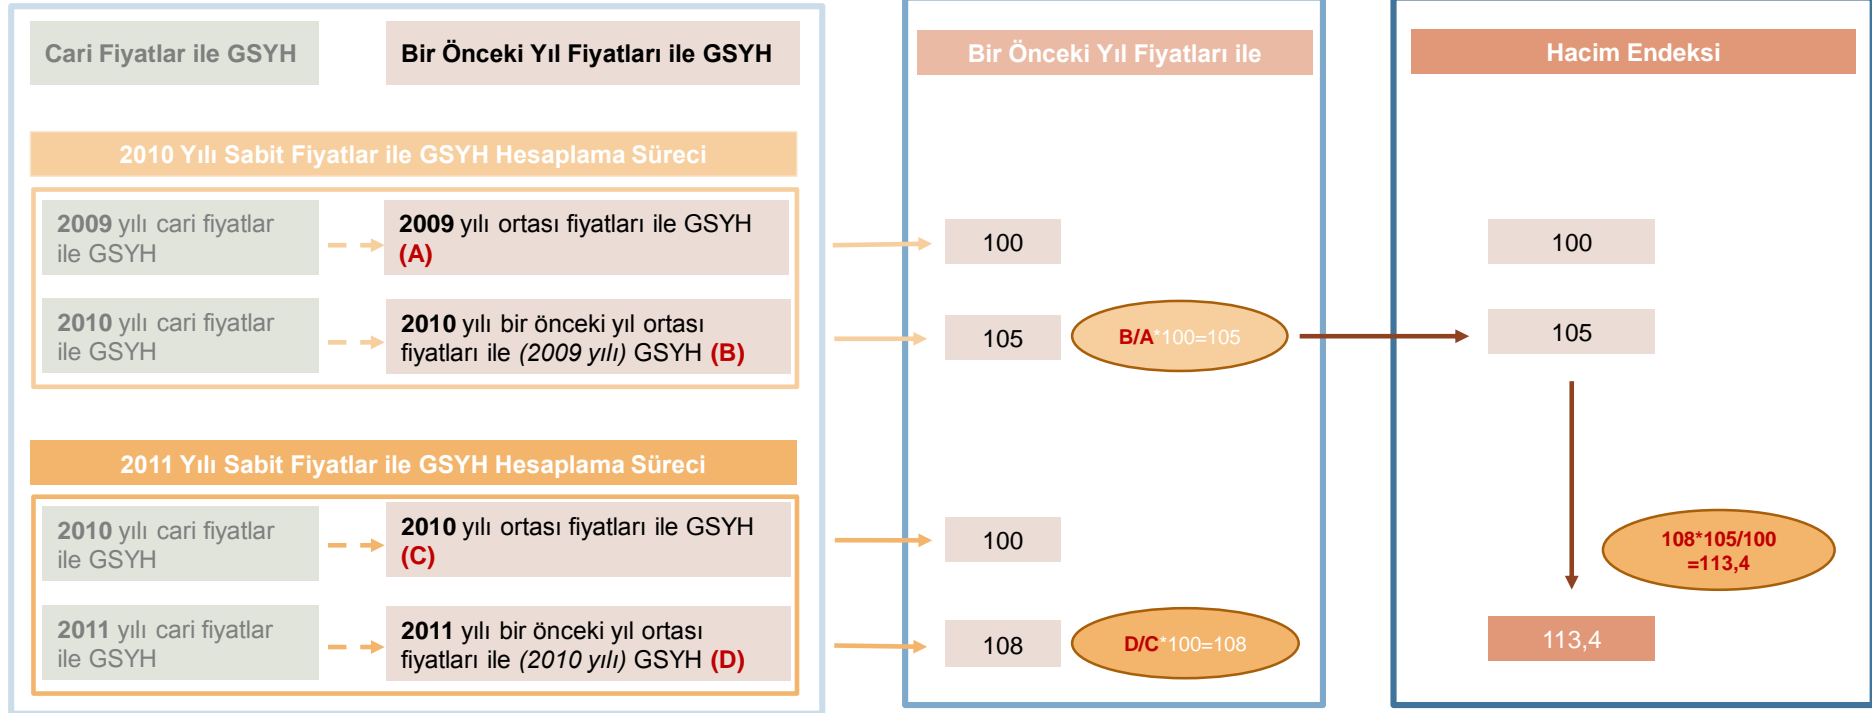 Cari Fiyatlar ile GSYH
Bir Önceki Yıl Fiyatları ile GSYH
2010 Yılı Sabit Fiyatlar ile GSYH Hesaplama Süreci
2009 yılı cari fiyatlar
ile GSYH
2009 yılı ortası fiyatları ile GSYH
(A)
2010 yılı cari fiyatlar
ile GSYH
2010 yılı bir önceki yıl ortası
fiyatları ile (2009 yılı) GSYH (B)
2011 Yılı Sabit Fiyatlar ile GSYH Hesaplama Süreci
2010 yılı cari fiyatlar
ile GSYH
2010 yılı ortası fiyatları ile GSYH
(C)
2011 yılı cari fiyatlar
ile GSYH
2011 yılı bir önceki yıl ortası
fiyatları ile (2010 yılı) GSYH (D)
Bir Önceki Yıl Fiyatları ile
100
105
B/A*100=105
100
108
D/C*100=108
Hacim Endeksi
100
105
108*105/100
=113,4
113,4